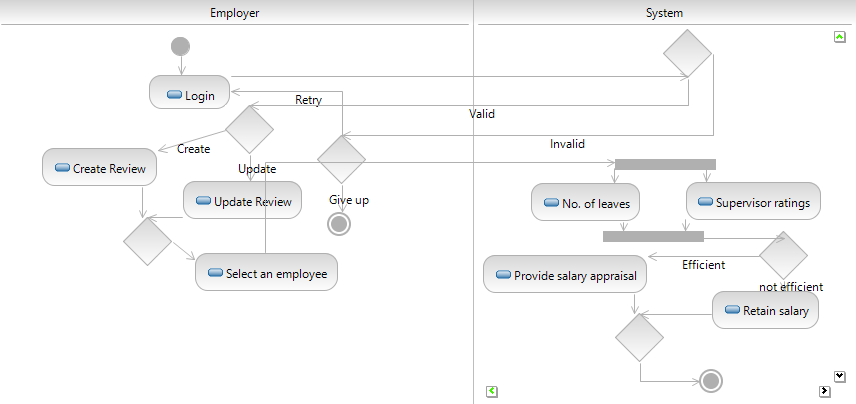 Employer
System
Login
Retry
Valid
Create
Invalid
Create Review
Update
Update Review
Give up
No. of leaves
Supervisor ratings
Select an employee
Efficient
Provide salary appraisal
not efficient
Retain salary